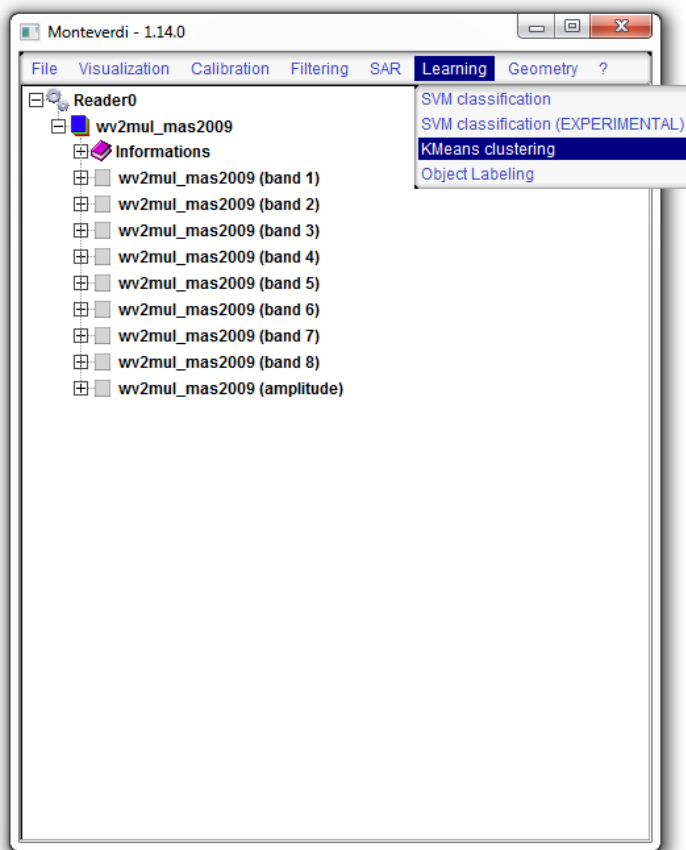 Monteverdi - 1.14.0
File Visualization Calibration Filtering SAR Learning Geometry ?
Reader0
wv2mul_mas2009
Informations
wv2mul_mas2009 (band 1)
wv2mul_mas2009 (band 2)
wv2mul_mas2009 (band 3)
wv2mul_mas2009 (band 4)
wv2mul_mas2009 (band 5)
wv2mul_mas2009 (band 6)
wv2mul_mas2009 (band 7)
wv2mul_mas2009 (band 8)
wv2mul_mas2009 (amplitude)
SVM classification
SVM classification (EXPERIMENTAL)
KMeans clustering
Object Labeling